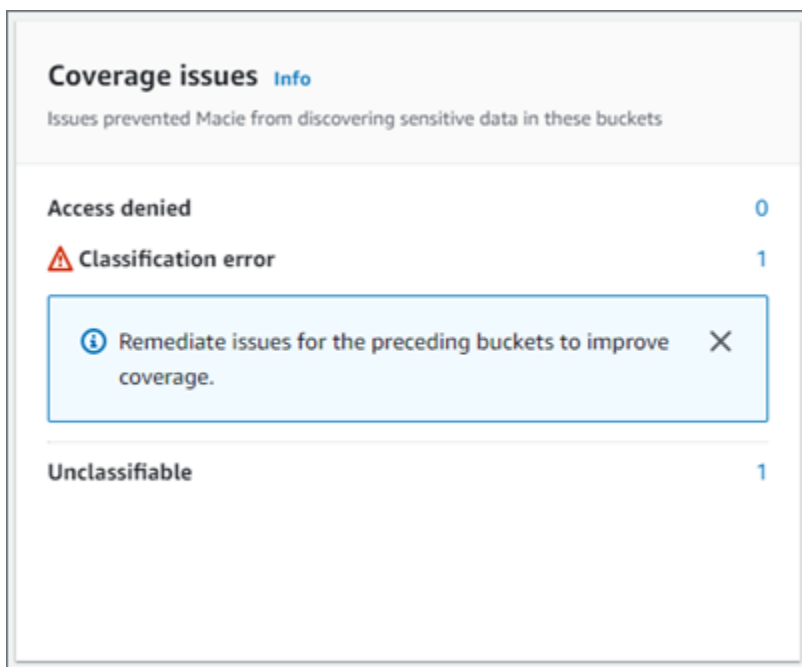 Coverage issues Info
Issues prevented Macie from discovering sensitive data in these buckets
Access denied 0
Classification error 1
Remediate issues for the preceding buckets to improve
coverage.
Unclassifiable 1